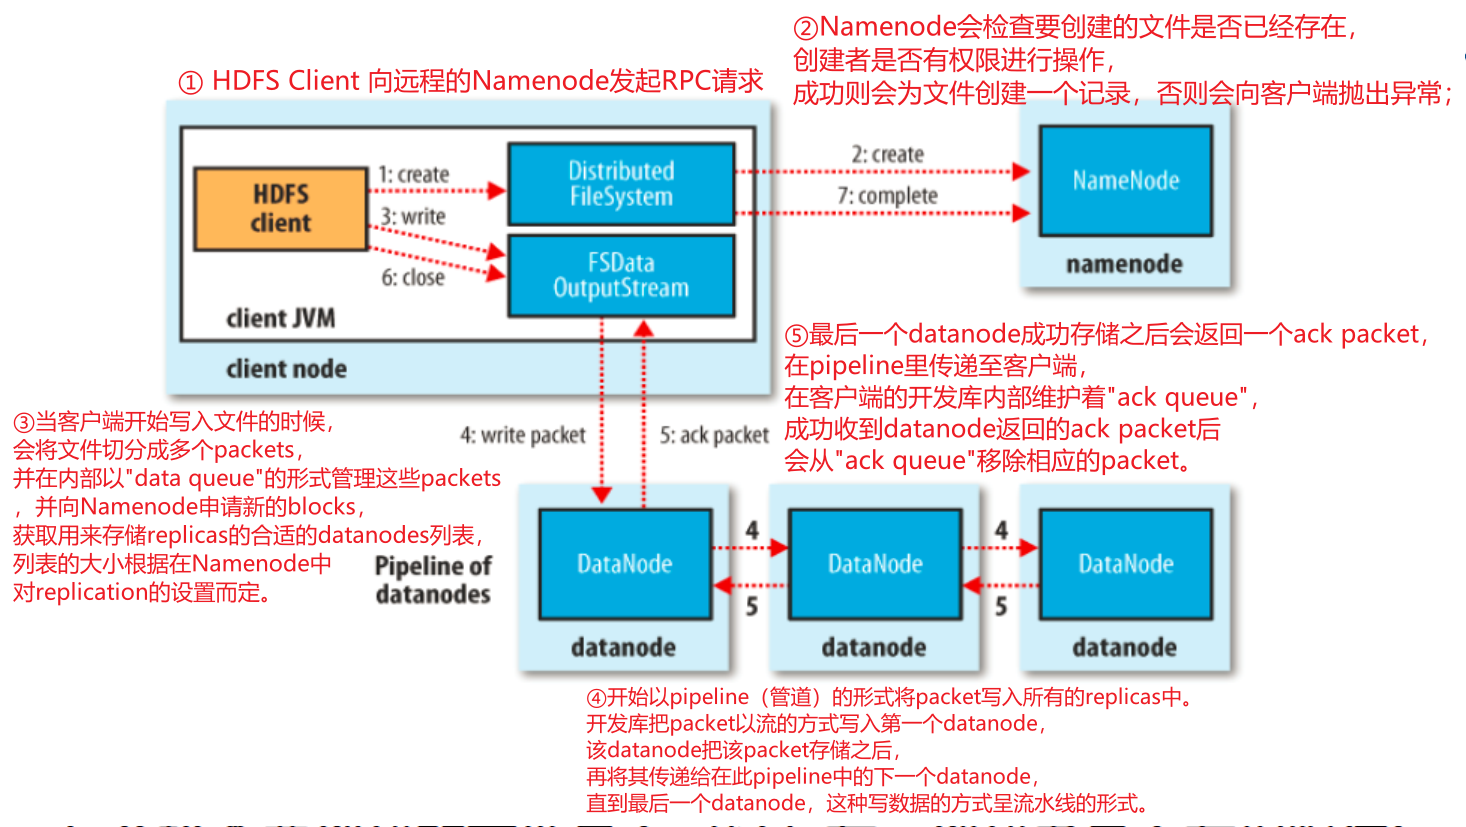 ②Namenode会检查要创建的文件是否已经存在，
创建者是否有权限进行操作，
成功则会为文件创建一个记录，否则会向客户端抛出异常；
① HDFS Client 向远程的Namenode发起RPC请求
HDFS
client
1: create
3: write
6: close
Distributed
FileSystem
FSData
OutputStream
client JVM
client node
2: create
7: complete
NameNode
namenode
⑤最后一个datanode成功存储之后会返回一个ack packet，
在pipeline里传递至客户端，
在客户端的开发库内部维护着"ack queue"，
成功收到datanode返回的ack packet后
会从"ack queue"移除相应的packet。
③当客户端开始写入文件的时候，
会将文件切分成多个packets，
并在内部以"data queue"的形式管理这些packets
，并向Namenode申请新的blocks，
获取用来存储replicas的合适的datanodes列表，
列表的大小根据在Namenode中
对replication的设置而定。
4: write packet
5: ack packet
Pipeline of
datanodes
DataNode
datanode
4
5
DataNode
datanode
4
5
DataNode
datanode
④开始以pipeline（管道）的形式将packet写入所有的replicas中。
开发库把packet以流的方式写入第一个datanode，
该datanode把该packet存储之后，
再将其传递给在此pipeline中的下一个datanode，
直到最后一个datanode，这种写数据的方式呈流水线的形式。